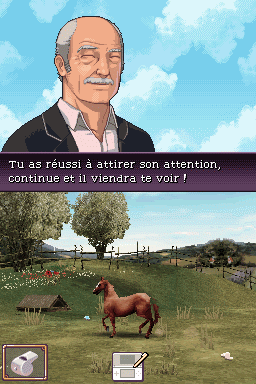 Tu as réussi à attirer son attention,
continue et il viendra te voir !